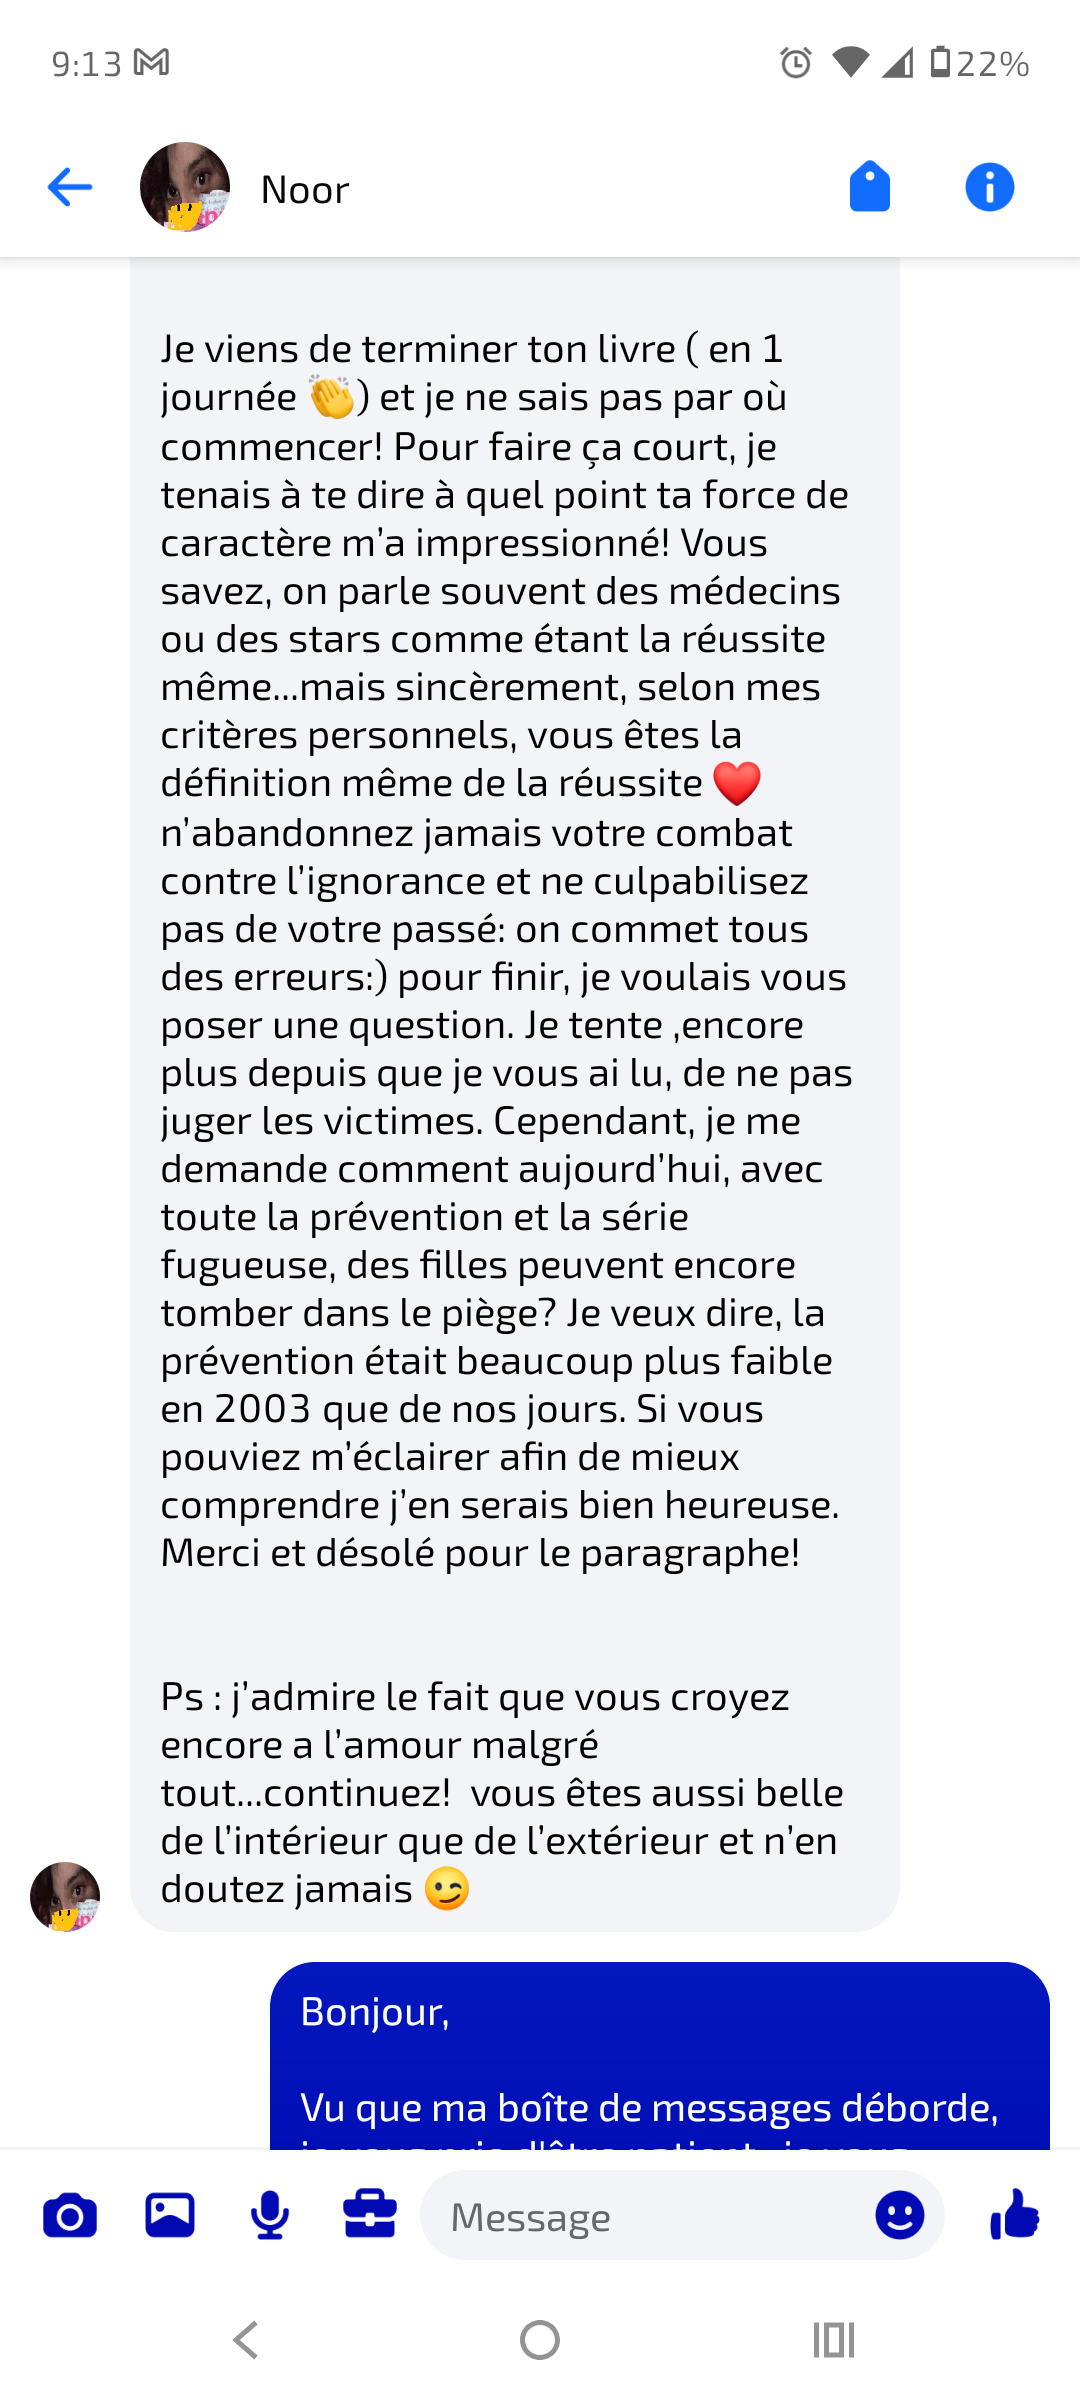 9:13
22%
Noor
Je viens de terminer ton livre ( en 1
journée 👏) et je ne sais pas par où
commencer! Pour faire ça court, je
tenais à te dire à quel point ta force de
caractère m’a impressionné! Vous
savez, on parle souvent des médecins
ou des stars comme étant la réussite
même...mais sincèrement, selon mes
critères personnels, vous êtes la
définition même de la réussite ❤️
n’abandonnez jamais votre combat
contre l’ignorance et ne culpabilisez
pas de votre passé: on commet tous
des erreurs:) pour finir, je voulais vous
poser une question. Je tente ,encore
plus depuis que je vous ai lu, de ne pas
juger les victimes. Cependant, je me
demande comment aujourd’hui, avec
toute la prévention et la série
fugueuse, des filles peuvent encore
tomber dans le piège? Je veux dire, la
prévention était beaucoup plus faible
en 2003 que de nos jours. Si vous
pouviez m’éclairer afin de mieux
comprendre j’en serais bien heureuse.
Merci et désolé pour le paragraphe!
Ps : j’admire le fait que vous croyez
encore a l’amour malgré
tout...continuez!  vous êtes aussi belle
de l’intérieur que de l’extérieur et n’en
doutez jamais 😉
Bonjour,
Vu que ma boîte de messages déborde,
je vous prie d'être patient, je vous
Message